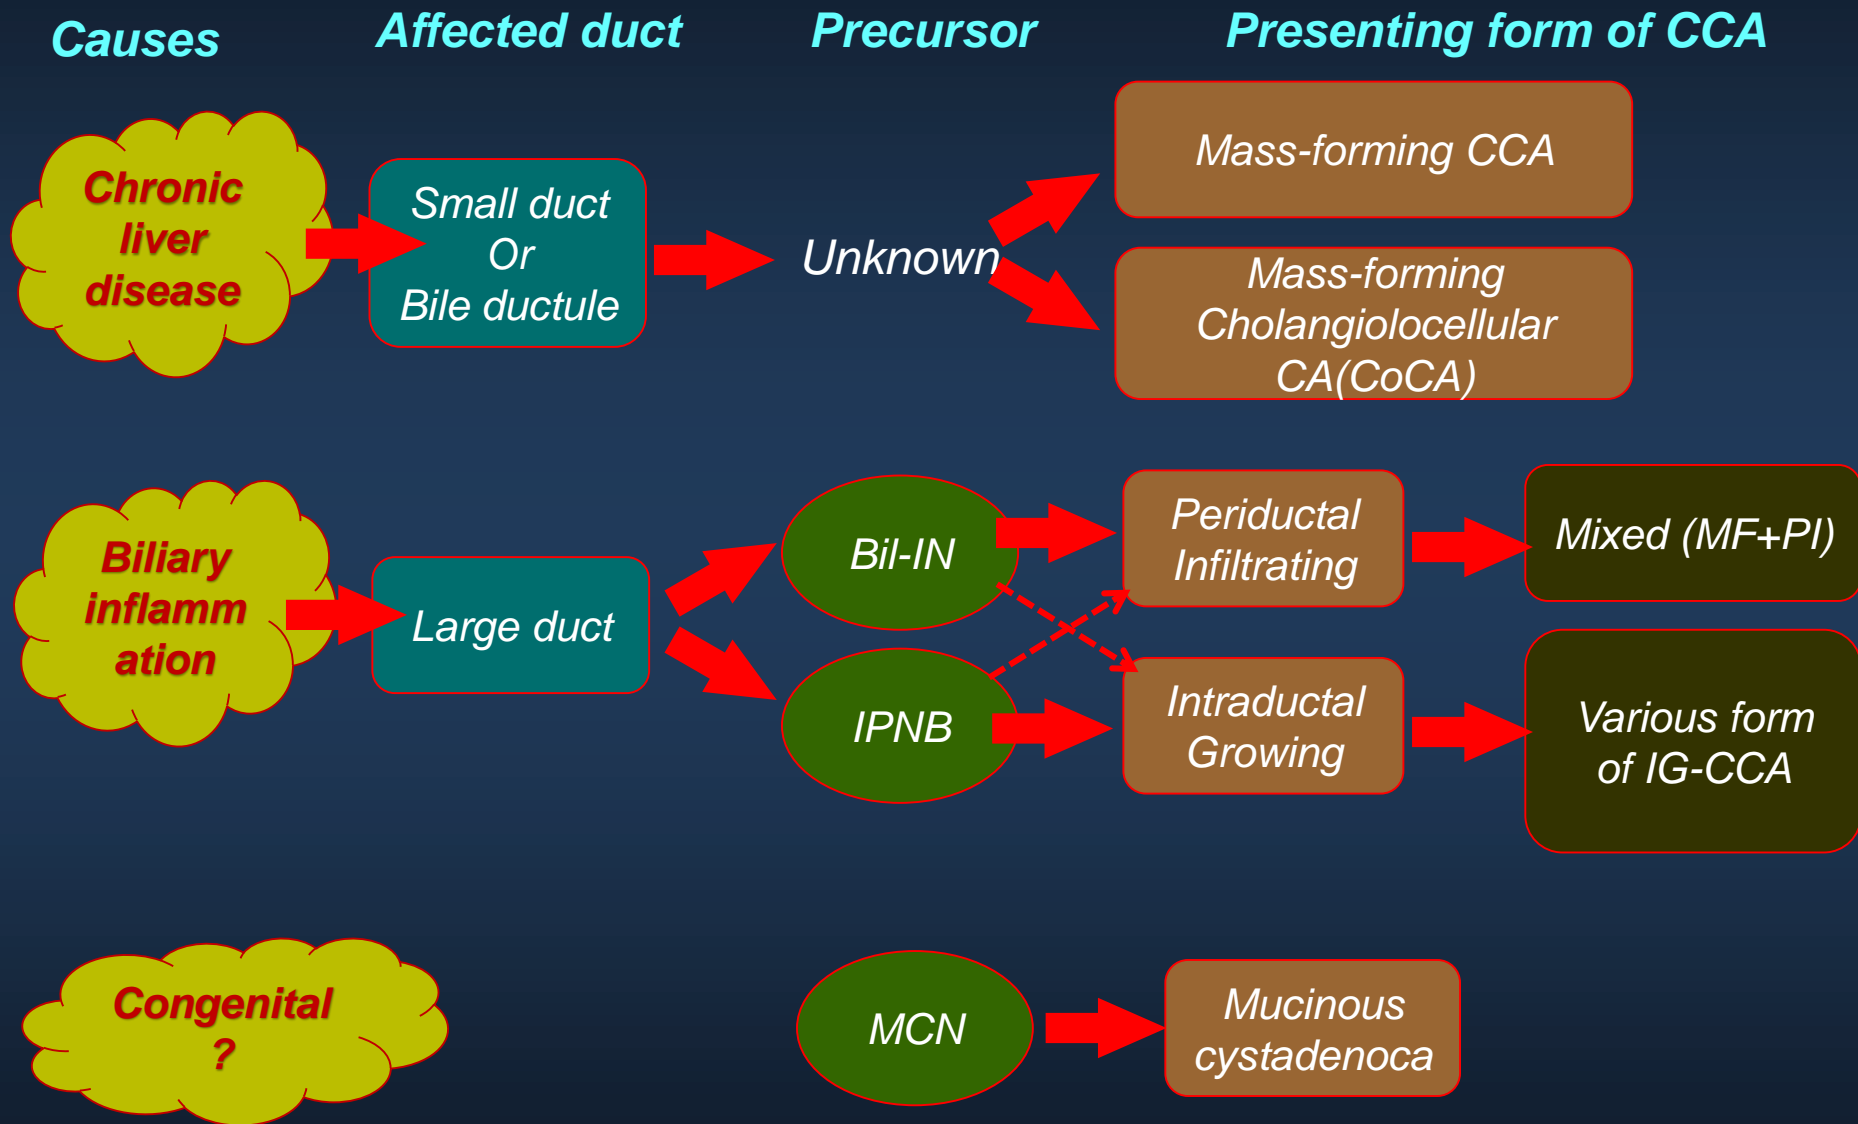 Causes
Affected duct
Precursor
Presenting form of CCA
Chronic
liver
disease
Small duct
Or
Bile ductule
Unknown
Mass-forming CCA
Mass-forming
Cholangiolocellular
CA(CoCA)
Biliary
inflamm
ation
Large duct
Bil-IN
IPNB
Periductal
Infiltrating
Intraductal
Growing
Mixed (MF+PI)
Various form
of IG-CCA
Congenital
?
MCN
Mucinous
cystadenoca